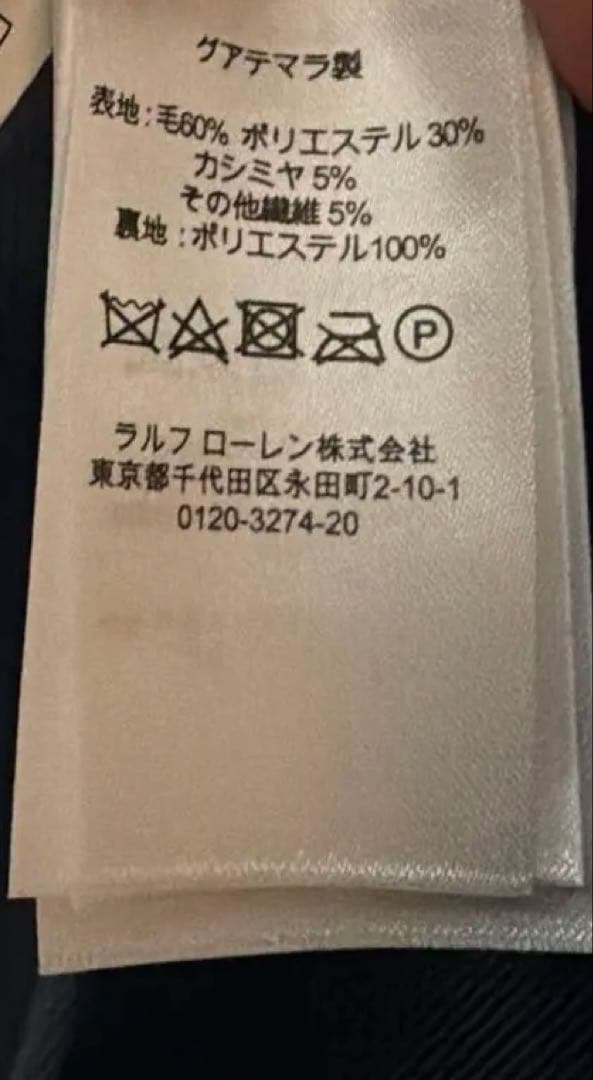 グアテマラ製
表地:毛60% ポリエステル 30%
カシミヤ 5%
その他繊維 5%
裏地:ポリエステル100%
P
ラルフ ローレン株式会社
東京都千代田区永田町2-10-1
0120-3274-20